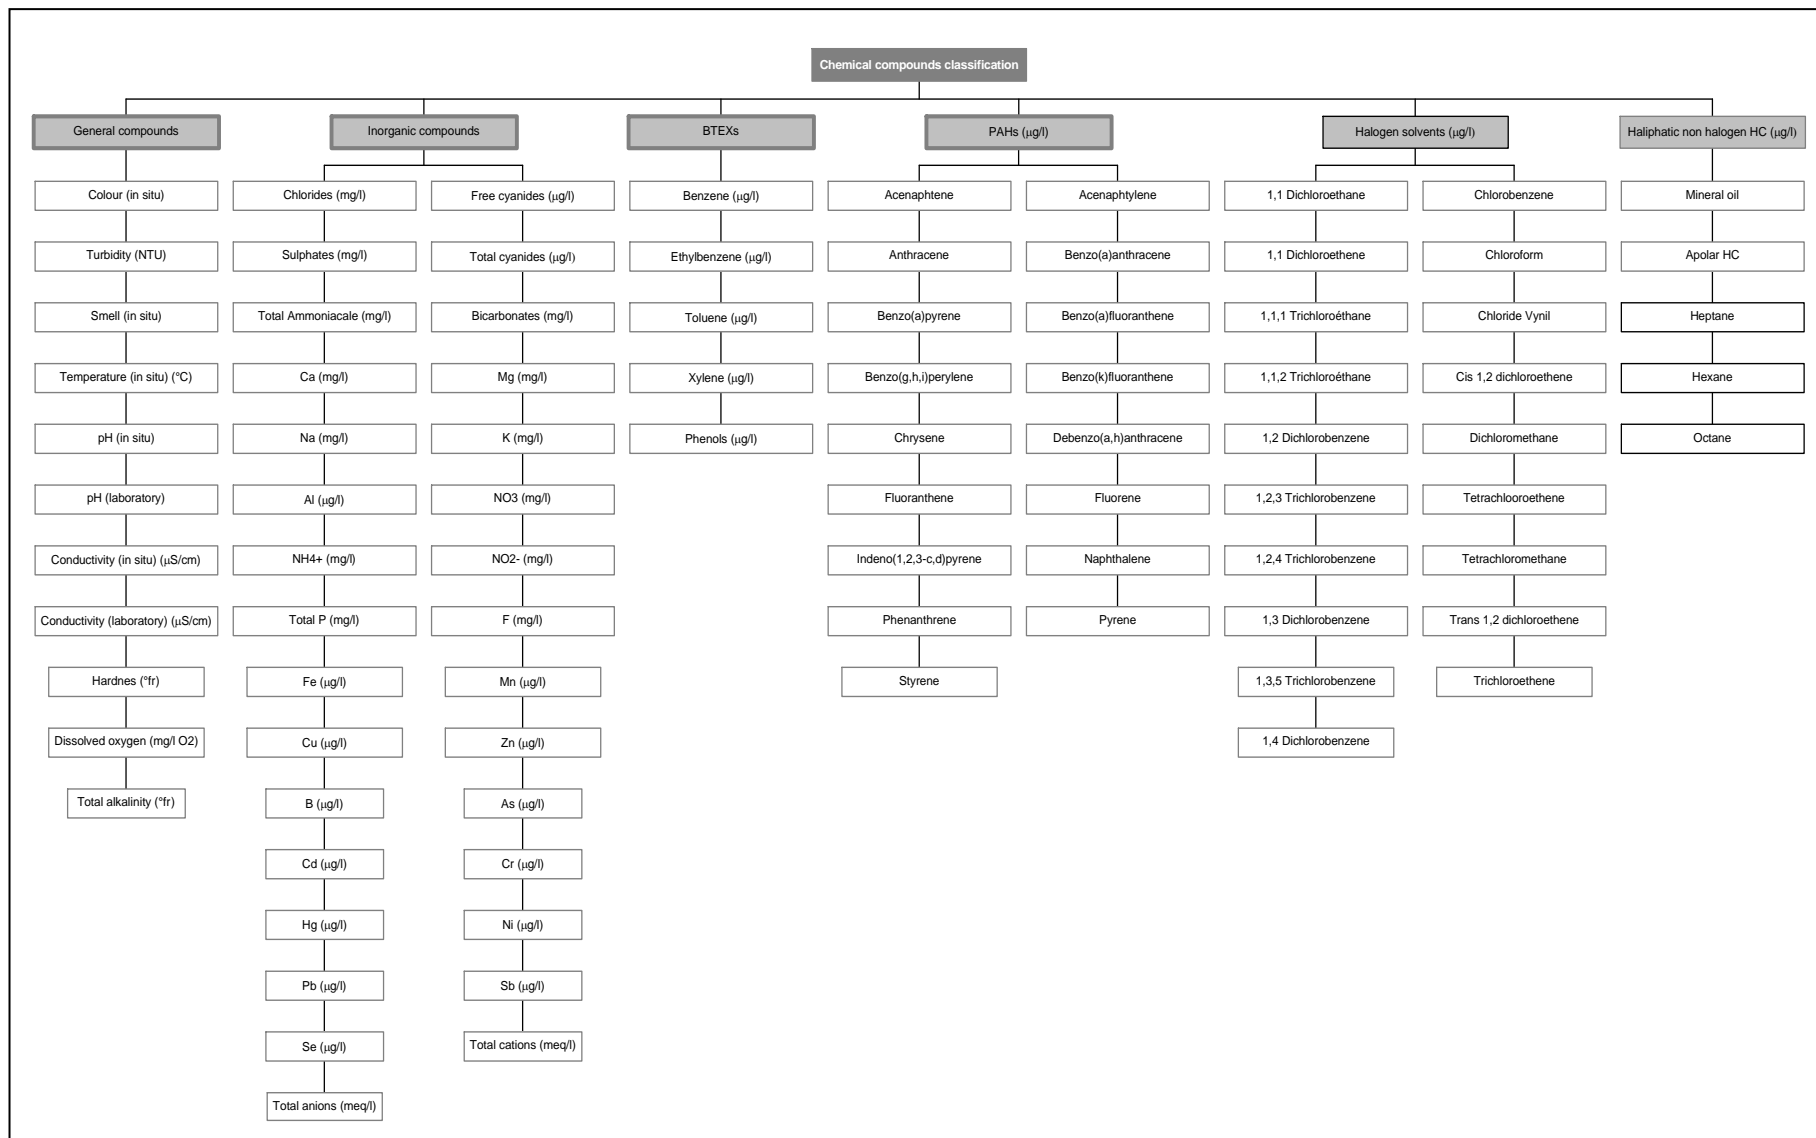 Chemical compounds classification
General compounds
Inorganic compounds
BTEXs
PAHs (μg/l)
Halogen solvents (μg/l)
Haliphatic non halogen HC (μg/l)
Colour (in situ)
Turbidity (NTU)
Smell (in situ)
Temperature (in situ) (°C)
pH (in situ)
pH (laboratory)
Conductivity (in situ) (μS/cm)
Conductivity (laboratory) (μS/cm)
Hardnes (°fr)
Dissolved oxygen (mg/l O2)
Total alkalinity (°fr)
Chlorides (mg/l)
Sulphates (mg/l)
Total Ammoniacale (mg/l)
Ca (mg/l)
Na (mg/l)
Al (μg/l)
NH4+ (mg/l)
Total P (mg/l)
Fe (μg/l)
Cu (μg/l)
B (μg/l)
Cd (μg/l)
Hg (μg/l)
Pb (μg/l)
Se (μg/l)
Total anions (meq/l)
Free cyanides (μg/l)
Total cyanides (μg/l)
Bicarbonates (mg/l)
Mg (mg/l)
K (mg/l)
NO3 (mg/l)
NO2- (mg/l)
F (mg/l)
Mn (μg/l)
Zn (μg/l)
As (μg/l)
Cr (μg/l)
Ni (μg/l)
Sb (μg/l)
Total cations (meq/l)
Benzene (μg/l)
Ethylbenzene (μg/l)
Toluene (μg/l)
Xylene (μg/l)
Phenols (μg/l)
Acenaphtene
Anthracene
Benzo(a)pyrene
Benzo(g,h,i)perylene
Chrysene
Fluoranthene
Indeno(1,2,3-c,d)pyrene
Phenanthrene
Styrene
Acenaphtylene
Benzo(a)anthracene
Benzo(a)fluoranthene
Benzo(k)fluoranthene
Debenzo(a,h)anthracene
Fluorene
Naphthalene
Pyrene
1,1 Dichloroethane
1,1 Dichloroethene
1,1,1 Trichloroéthane
1,1,2 Trichloroéthane
1,2 Dichlorobenzene
1,2,3 Trichlorobenzene
1,2,4 Trichlorobenzene
1,3 Dichlorobenzene
1,3,5 Trichlorobenzene
1,4 Dichlorobenzene
Chlorobenzene
Chloroform
Chloride Vynil
Cis 1,2 dichloroethene
Dichloromethane
Tetrachlooroethene
Tetrachloromethane
Trans 1,2 dichloroethene
Trichloroethene
Mineral oil
Apolar HC
Heptane
Hexane
Octane